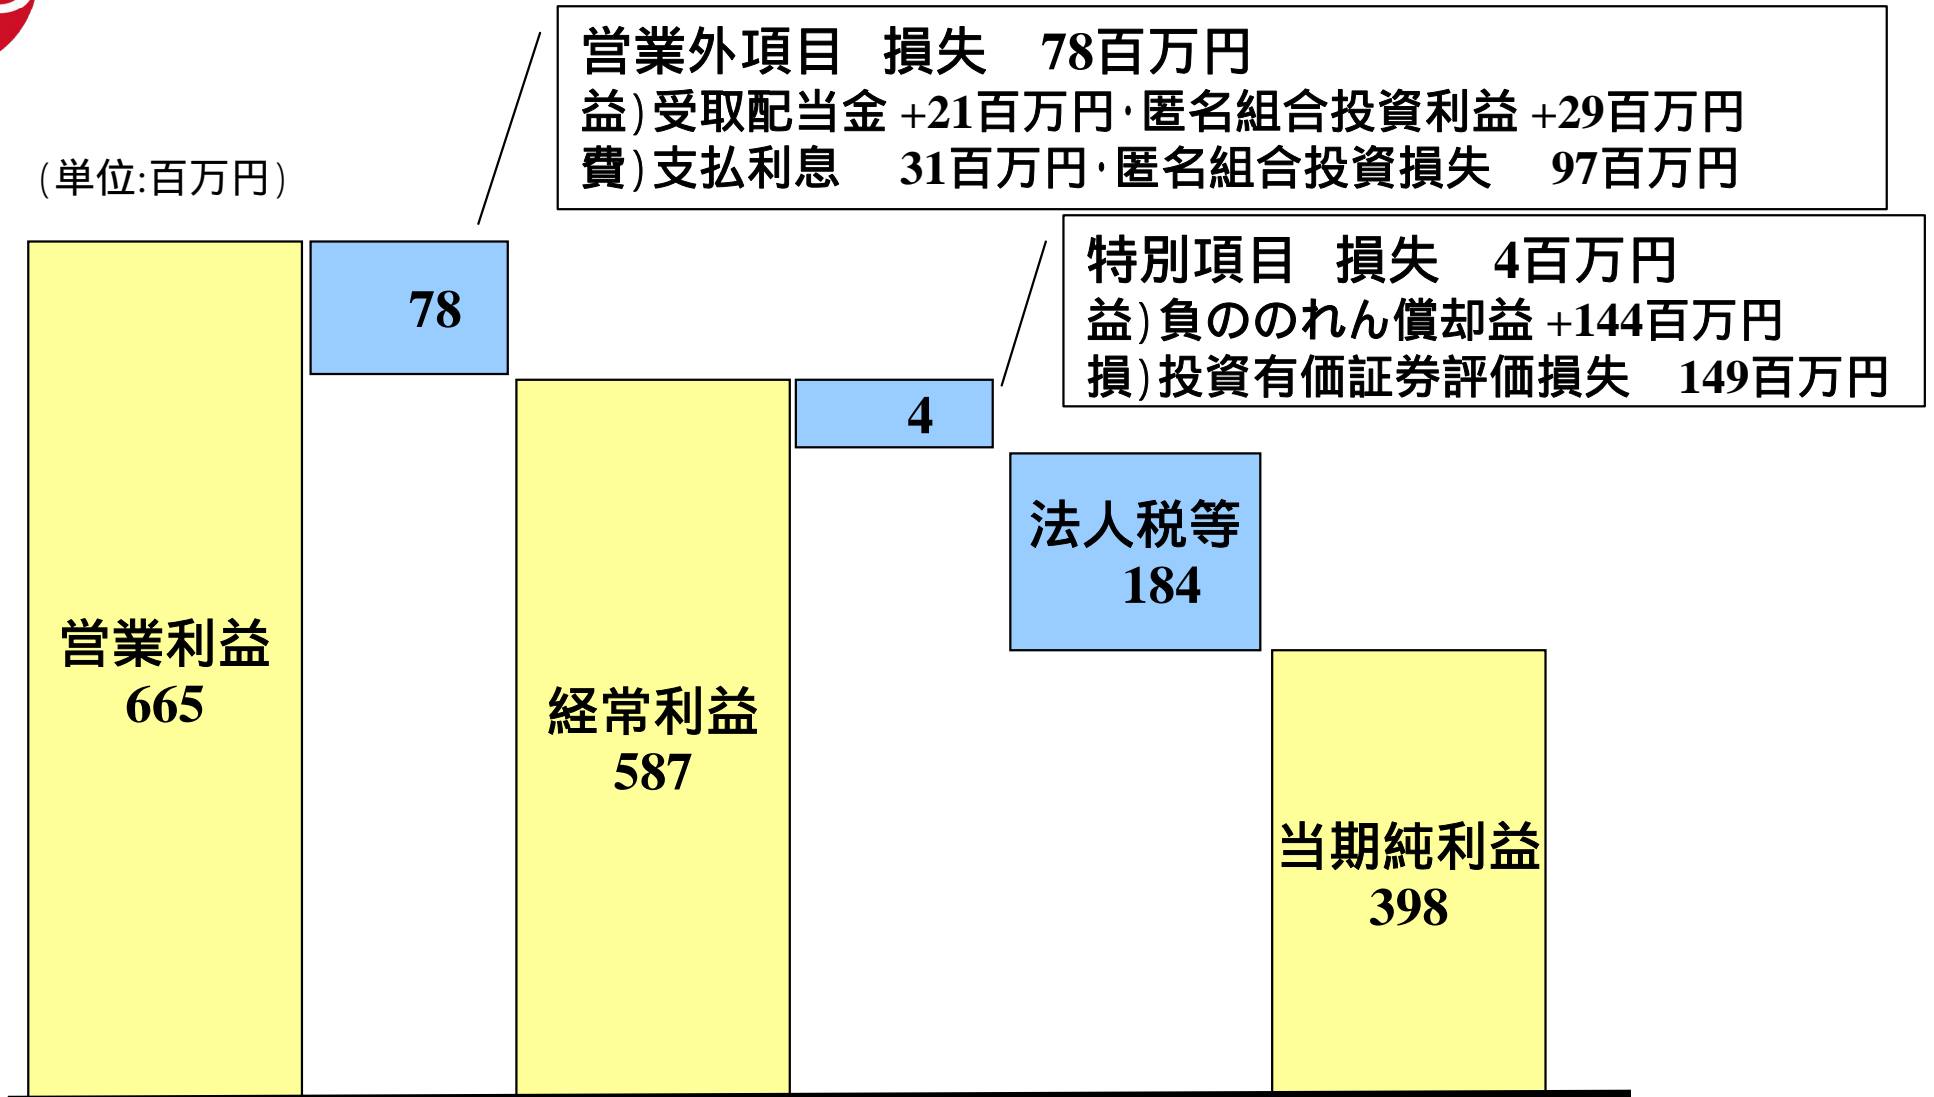 営業外項目 損失 78百万円
益)受取配当金 +21百万円・匿名組合投資利益 +29百万円
費)支払利息 31百万円・匿名組合投資損失 97百万円
(単位:百万円)
特別項目 損失 4百万円
益)負ののれん償却益 +144百万円
損)投資有価証券評価損失 149百万円
78
4
法人税等
184
営業利益
665
経常利益
587
当期純利益
398